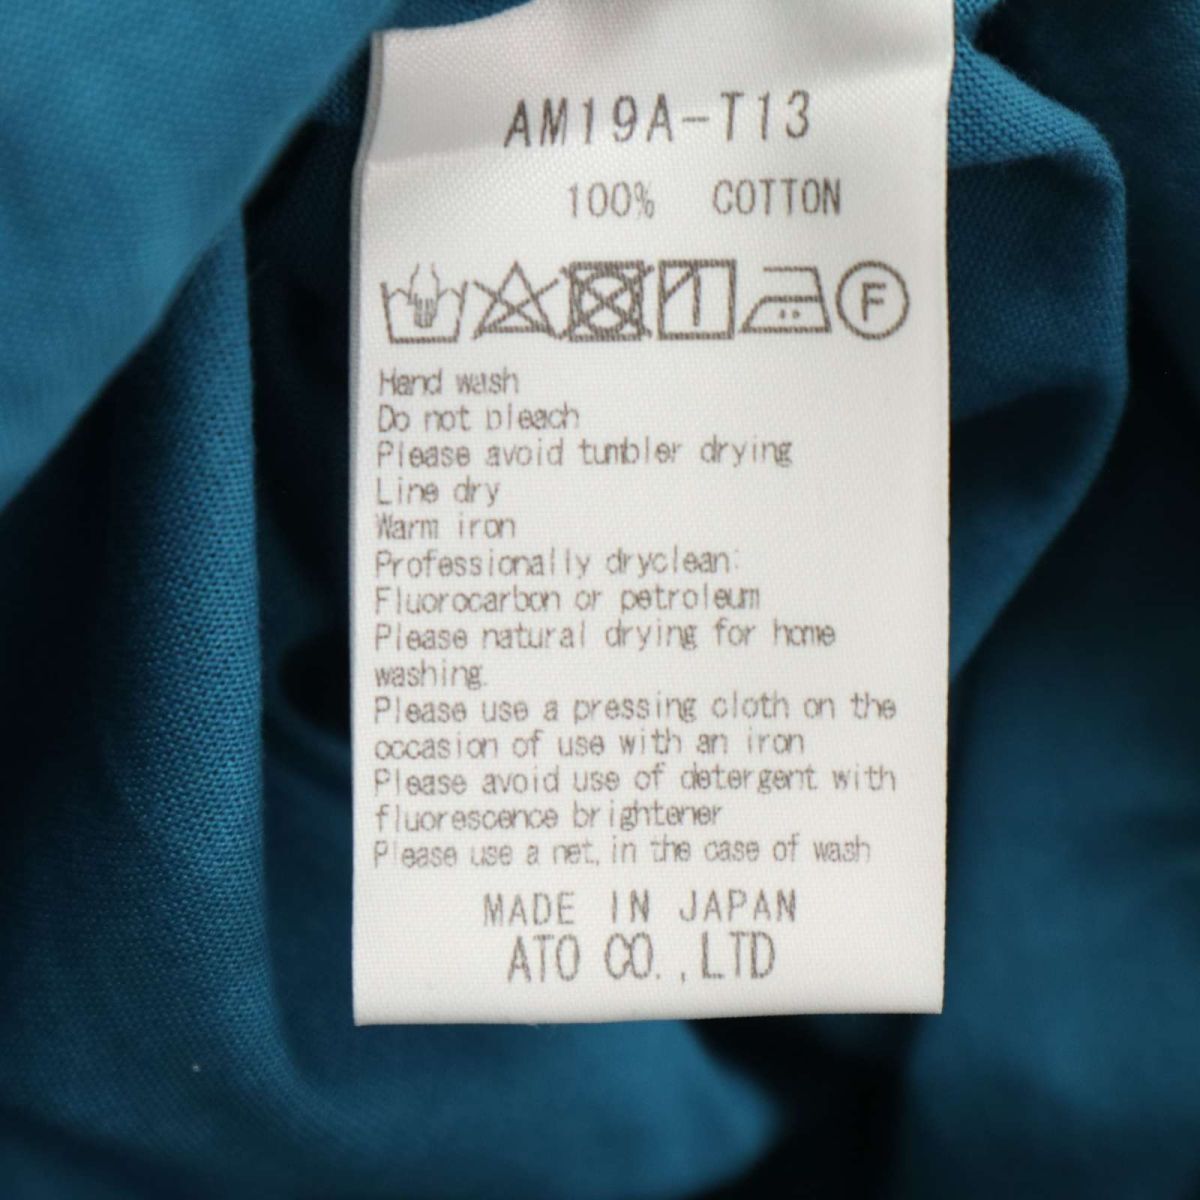 AM19A-T13
100% COTTON
F
Hand wash
Do not bleach
Please avoid tumbler drying
Line dry
Warm iron
Professionally dryclean:
Fluorocarbon or petroleum
Please natural drying for home
washing.
Please use a pressing cloth on the
occasion of use with an iron
Please avoid use of detergent with
fluorescence brightener
Please use a net, in the case of wash
MADE IN JAPAN
ATO CO.,LTD